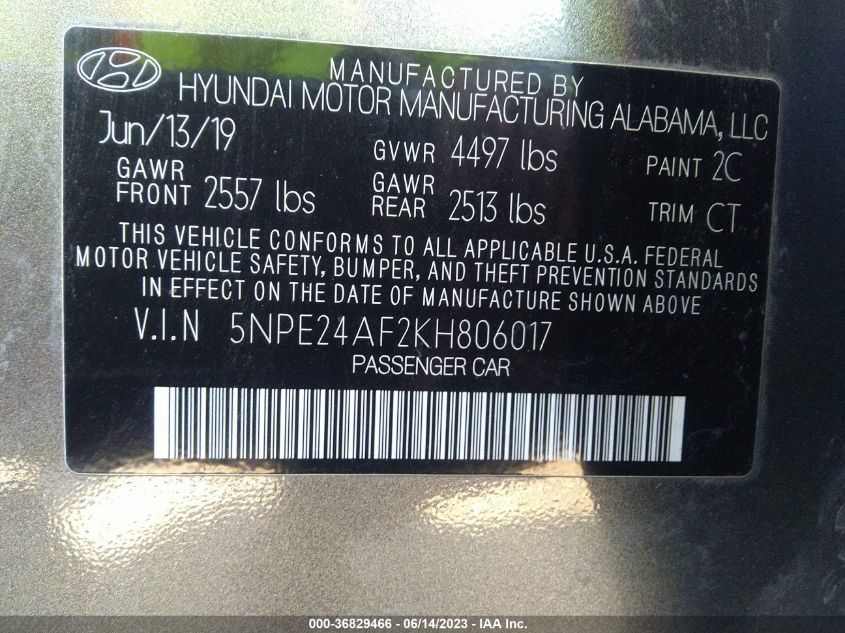 MANUFACTURED BY
HYUNDAI MOTOR MANUFACTURING ALABAMA, LLC
Jun/13/19
GVWR 4497 lbs
PAINT 2C
GAWR
FRONT 2557 lbs
GAWR
REAR 2513 lbs
TRIM CT
THIS VEHICLE CONFORMS TO ALL APPLICABLE U.S.A. FEDERAL
MOTOR VEHICLE SAFETY, BUMPER, AND THEFT PREVENTION STANDARDS
IN EFFECT ON THE DATE OF MANUFACTURE SHOWN ABOVE
V.I.N 5NPE24AF2KH806017
PASSENGER CAR
000-36829466 - 06/14/2023 - IAA Inc.